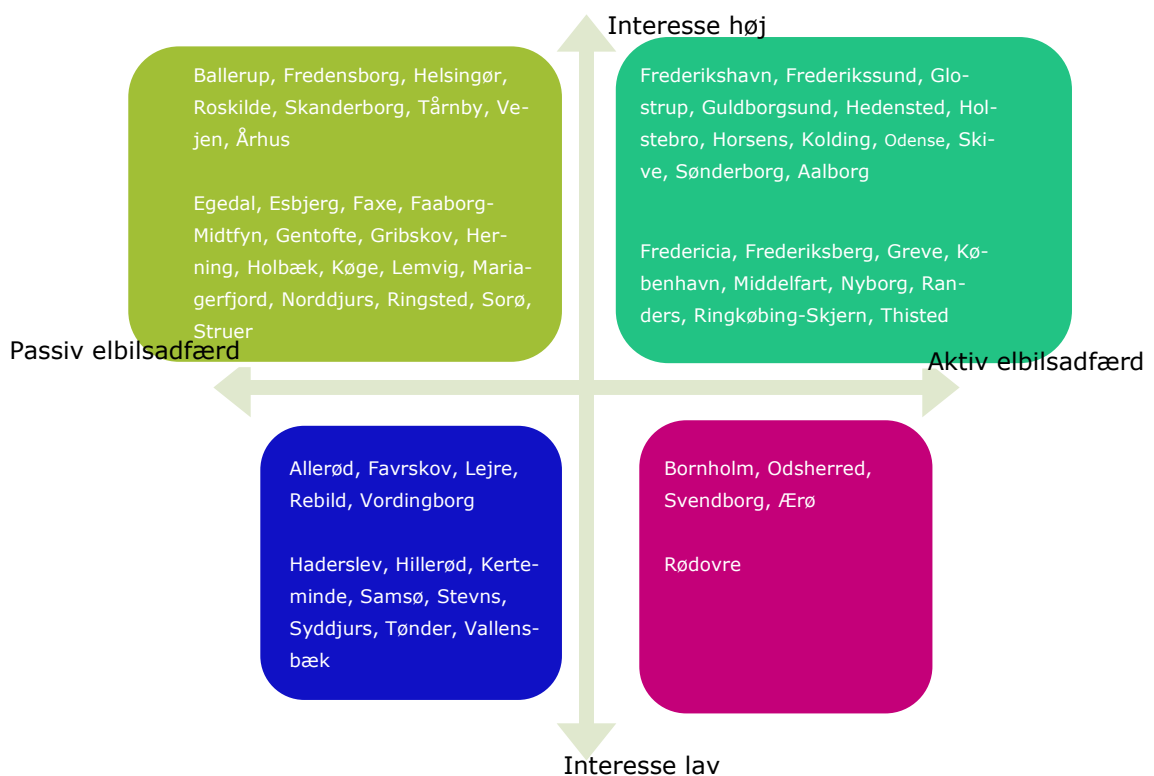 Interesse høj
Ballerup, Fredensborg, Helsingør,
Roskilde, Skanderborg, Tårnby, Ve-
jen, Århus
Egedal, Esbjerg, Faxe, Faaborg-
Midtfyn, Gentofte, Gribskov, Her-
ning, Holbæk, Køge, Lemvig, Maria-
gerfjord, Norddjurs, Ringsted, Sorø,
Struer
Frederikshavn, Frederikssund, Glo-
strup, Guldborgsund, Hedensted, Hol-
stebro, Horsens, Kolding, Odense, Ski-
ve, Sønderborg, Aalborg
Fredericia, Frederiksberg, Greve, Kø-
benhavn, Middelfart, Nyborg, Ran-
ders, Ringkøbing-Skjern, Thisted
Passiv elbilsadfærd
Aktiv elbilsadfærd
Allerød, Favrskov, Lejre,
Rebild, Vordingborg
Haderslev, Hillerød, Kerte-
minde, Samsø, Stevns,
Syddjurs, Tønder, Vallens-
bæk
Bornholm, Odsherred,
Svendborg, Ærø
Rødovre
Interesse lav